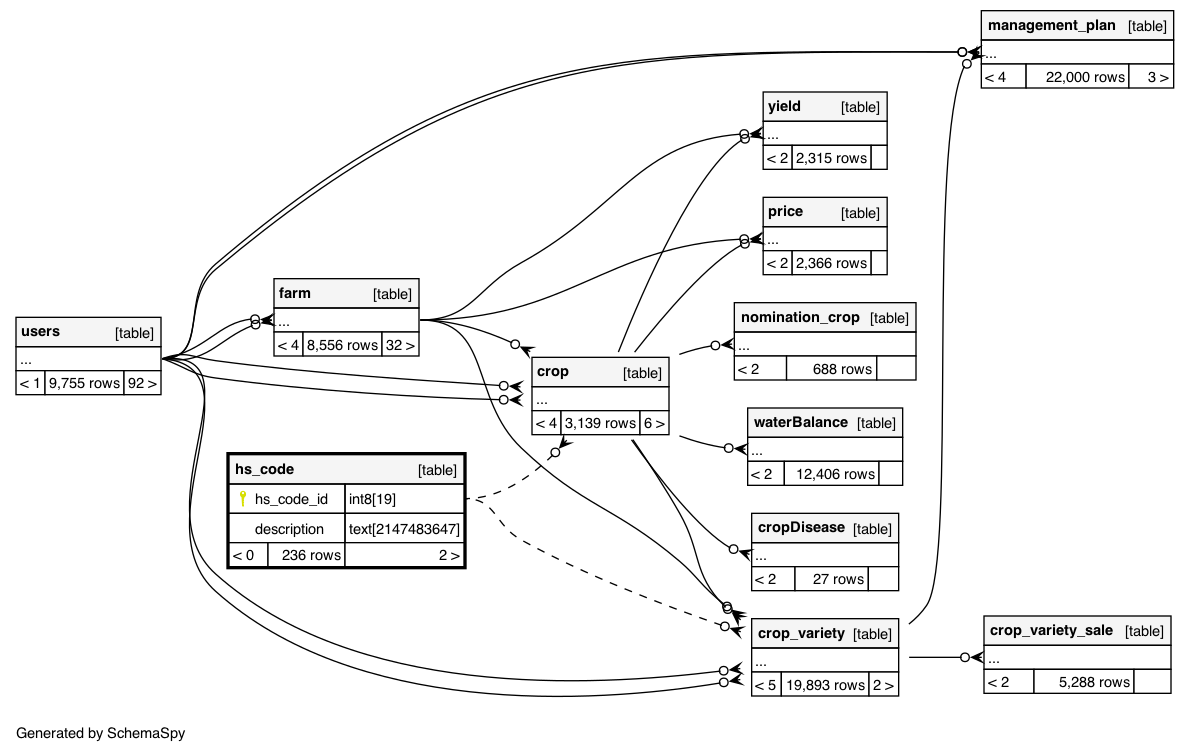 management_plan [table]
...
< 4 22,000 rows 3 >
yield [table]
...
< 2 2,315 rows
price [table]
...
< 2 2,366 rows
farm [table]
...
< 4 8,556 rows 32 >
nomination_crop [table]
...
< 2 688 rows
users [table]
...
< 1 9,755 rows 92 >
crop [table]
...
< 4 3,139 rows 6 >
waterBalance [table]
...
< 2 12,406 rows
hs_code [table]
hs_code_id int8[19]
description text[2147483647]
< 0 236 rows 2 >
cropDisease [table]
...
< 2 27 rows
crop_variety [table]
...
< 5 19,893 rows 2 >
crop_variety_sale [table]
...
< 2 5,288 rows
Generated by SchemaSpy